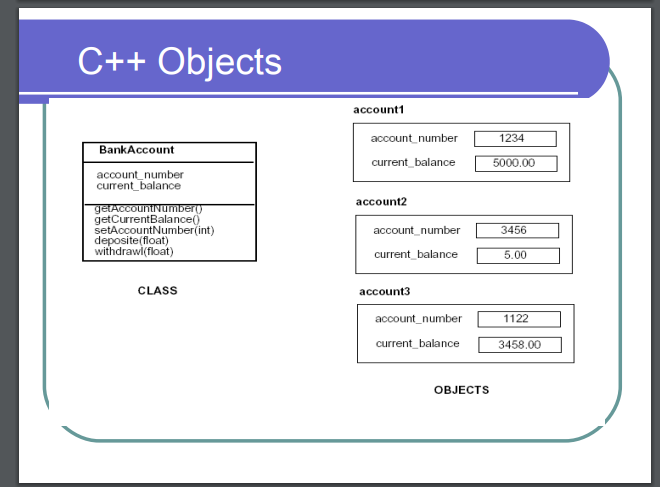 C++ Objects
BankAccount
account_number
current_balance
getAccountNumber()
getCurrentBalance()
setAccountNumber(int)
deposite(float)
withdrawl(float)
CLASS
account1
account_number 1234
current_balance 5000.00
account2
account_number 3456
current_balance 5.00
account3
account_number 1122
current_balance 3458.00
OBJECTS